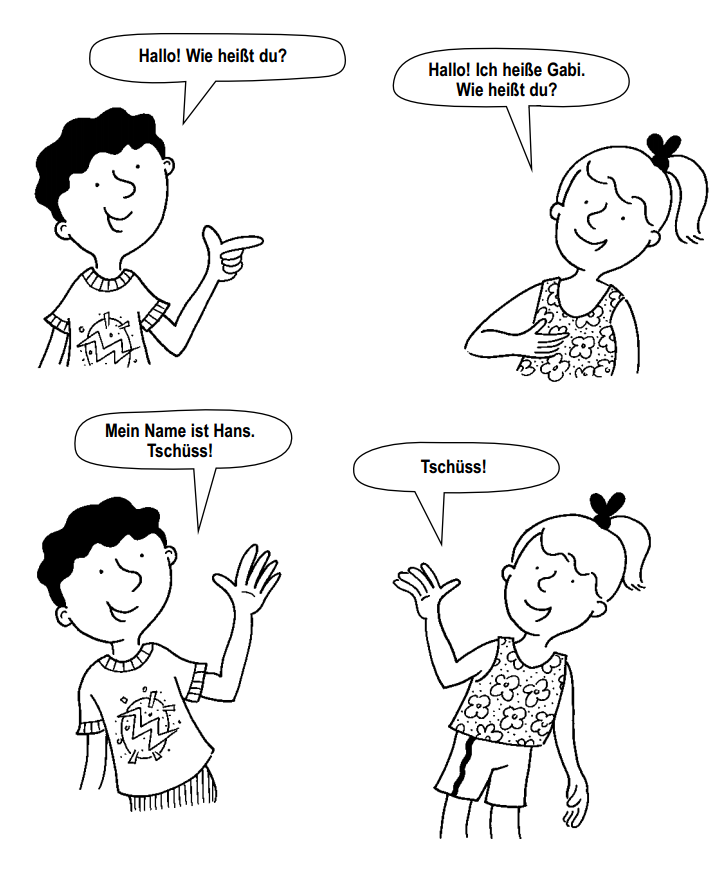 Hallo! Wie heißt du?
Hallo! Ich heiße Gabi.
Wie heißt du?
Mein Name ist Hans.
Tschüss!
Tschüss!